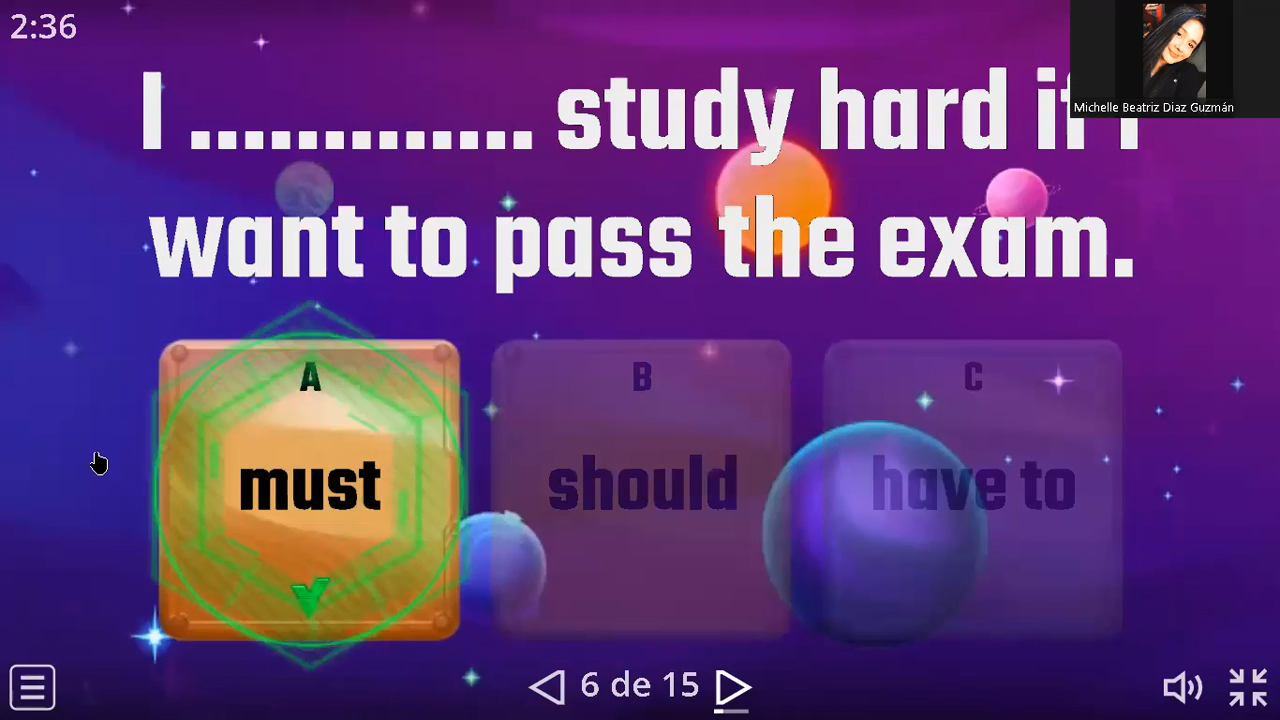 2:36
I ............. study hard if I
want to pass the exam.
Michelle Beatriz Diaz Guzmán
A
must
B
should
C
have to
6 de 15